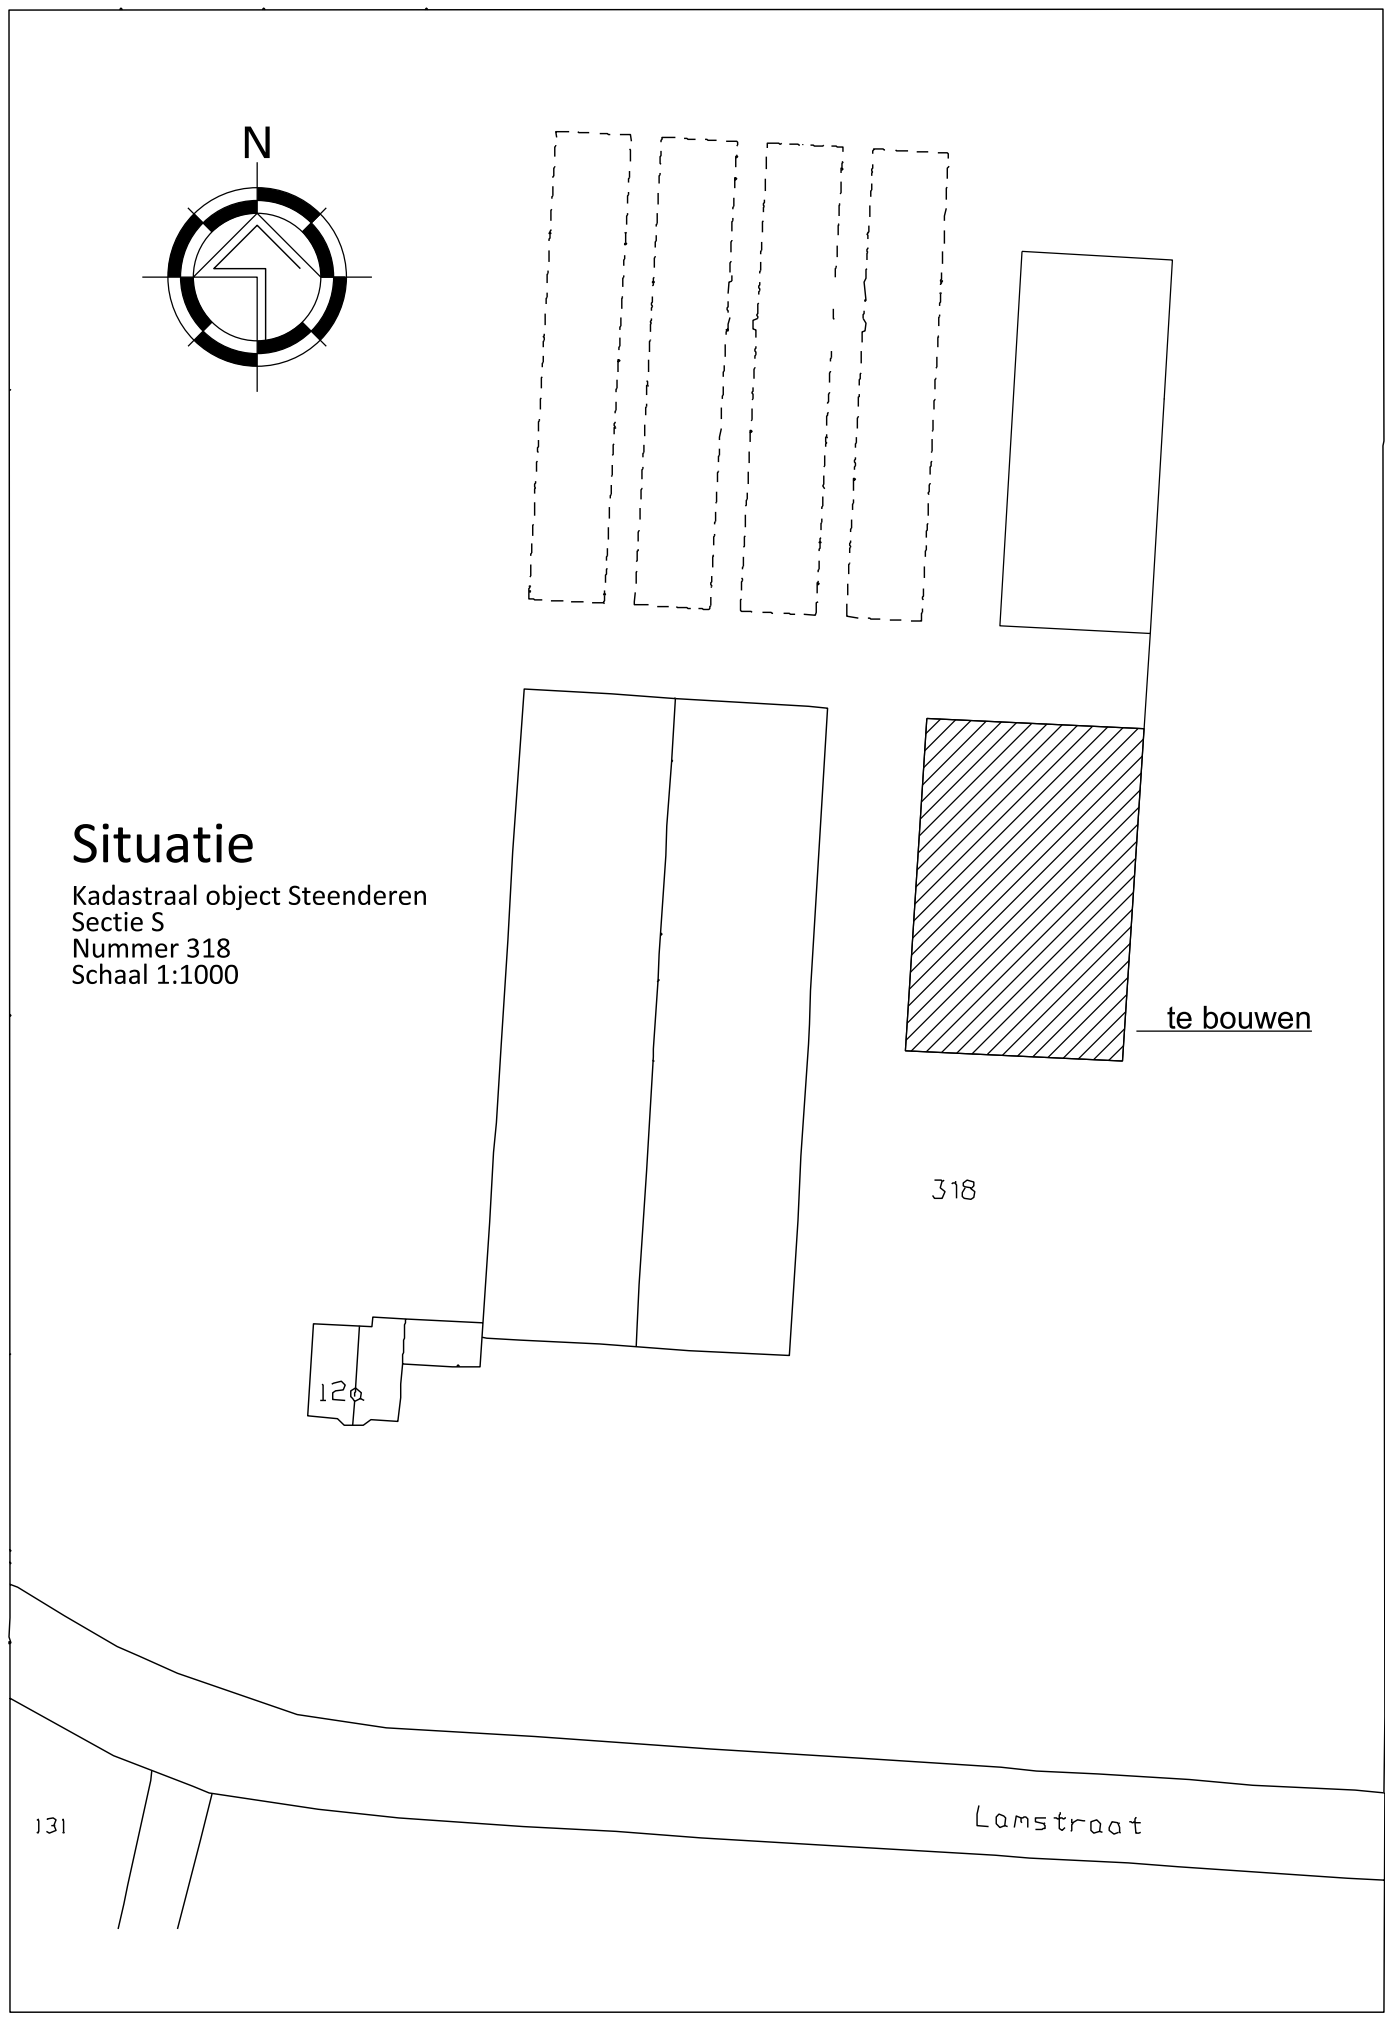 N
Situatie
Kadastraal object Steenderen
Sectie S
Nummer 318
Schaal 1:1000
te bouwen
318
12a
Lamstraat
131